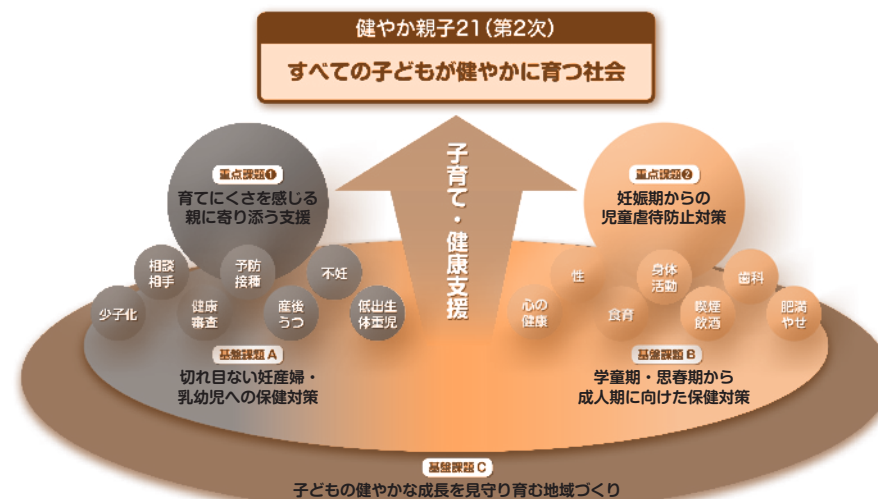 健やか親子21（第2次）
すべての子どもが健やかに育つ社会
子育て・健康支援
重点課題❶
育てにくさを感じる
親に寄り添う支援
重点課題❷
妊娠期からの
児童虐待防止対策
相談
相手
予防
接種
不妊
少子化
健康
審査
産後
うつ
低出生
体重児
性
身体
活動
歯科
心の
健康
食育
喫煙
飲酒
肥満
やせ
基盤課題 A
切れ目ない妊産婦・
乳幼児への保健対策
基盤課題 B
学童期・思春期から
成人期に向けた保健対策
基盤課題 C
子どもの健やかな成長を見守り育む地域づくり